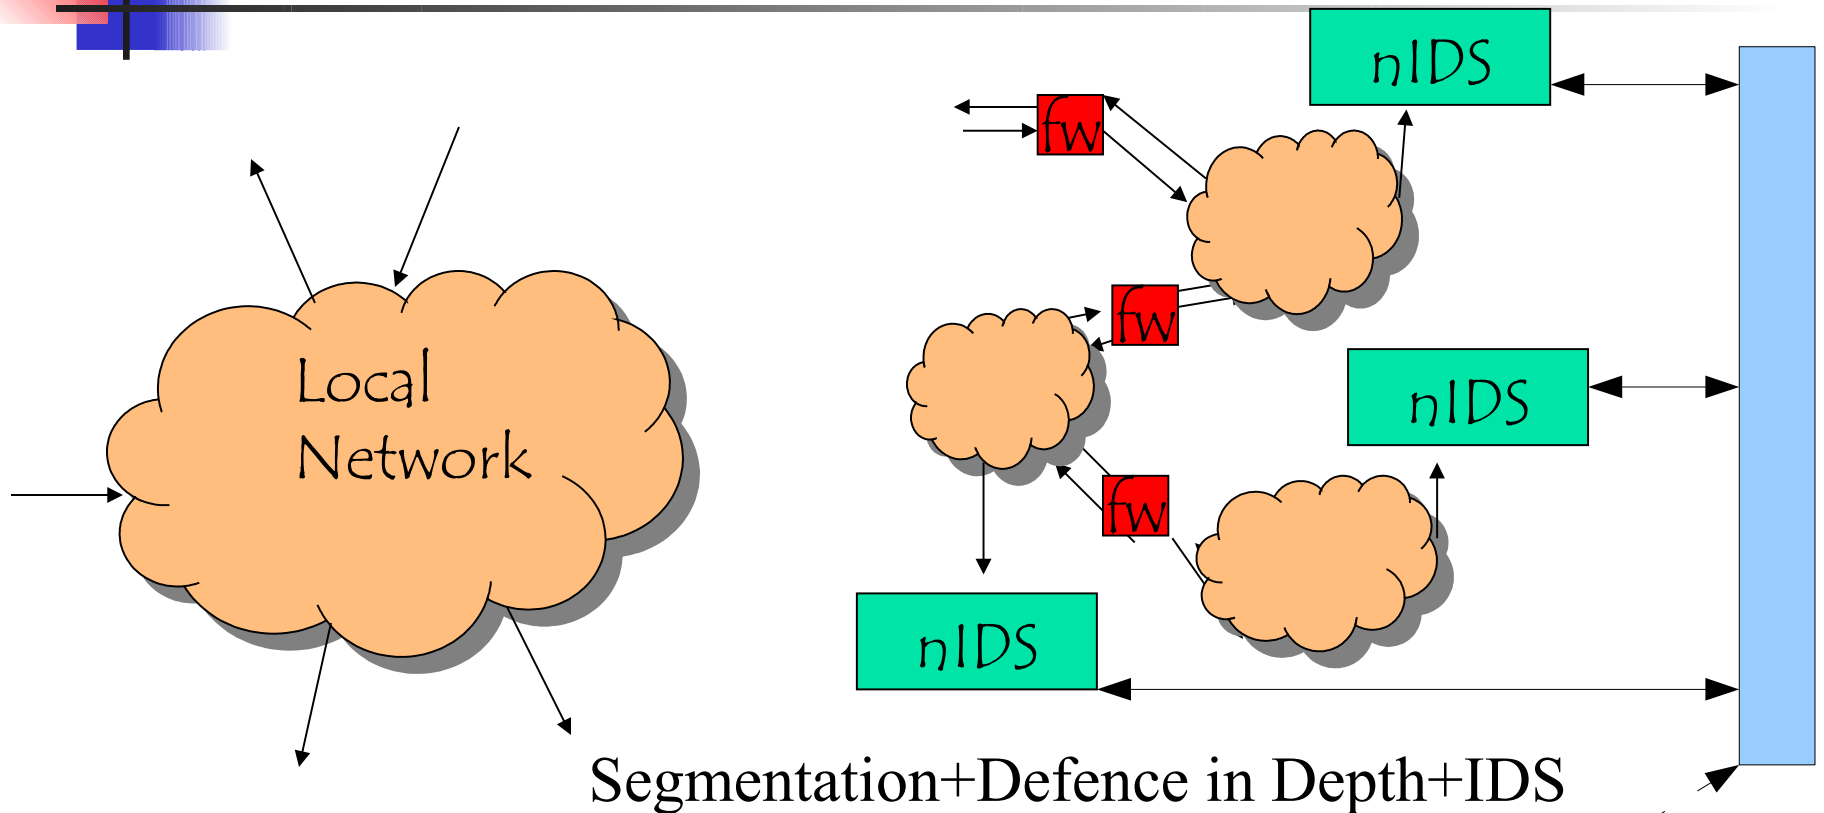 nIDS
fw
fw
Local
Network
nIDS
fw
nIDS
Segmentation+Defence in Depth+IDS